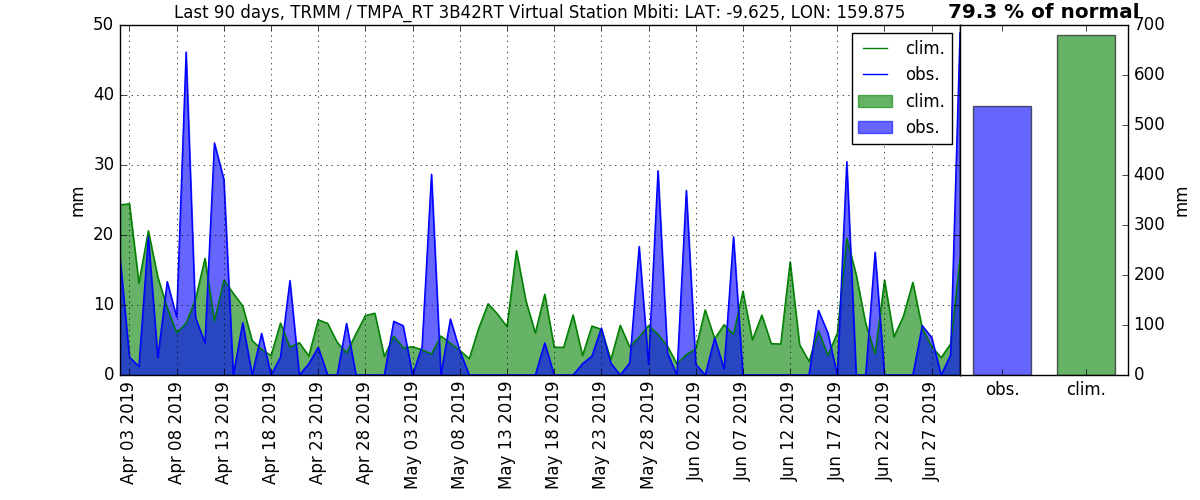 Last 90 days, TRMM / TMPA_RT 3B42RT Virtual Station Mbiti: LAT: -9.625, LON: 159.875
79.3 % of normal
50
40
30
20
10
0
mm
clim.
obs.
clim.
obs.
700
600
500
400
300
200
100
0
mm
obs.
clim.
Apr 03 2019
Apr 08 2019
Apr 13 2019
Apr 18 2019
Apr 23 2019
Apr 28 2019
May 03 2019
May 08 2019
May 13 2019
May 18 2019
May 23 2019
May 28 2019
Jun 02 2019
Jun 07 2019
Jun 12 2019
Jun 17 2019
Jun 22 2019
Jun 27 2019